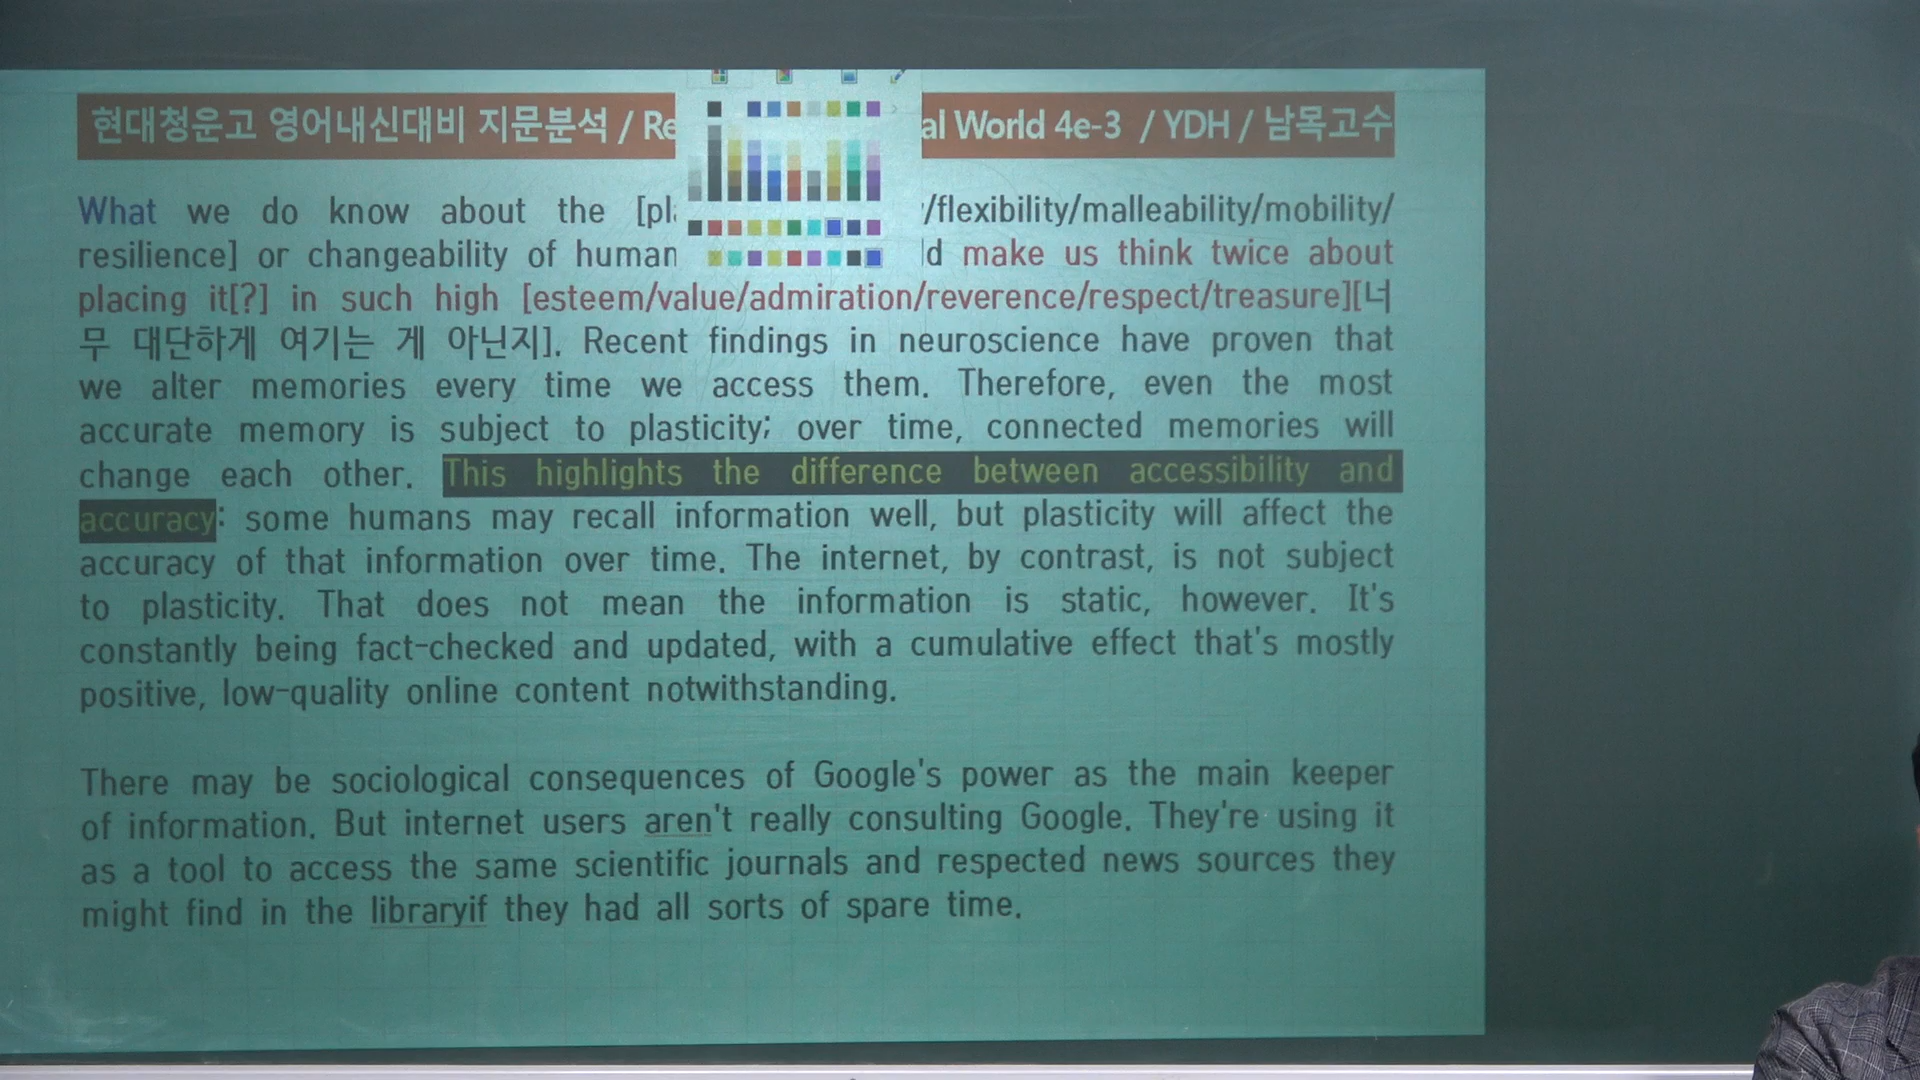 현대청운고 영어내신대비 지문분석 / Re al World 4e-3 / YDH / 남목고수
What we do know about the [pl /flexibility/malleability/mobility/
resilience] or changeability of human d make us think twice about
placing it[?] in such high [esteem/value/admiration/reverence/respect/treasure][너
무 대단하게 여기는 게 아닌지]. Recent findings in neuroscience have proven that
we alter memories every time we access them. Therefore, even the most
accurate memory is subject to plasticity; over time, connected memories will
change each other. This highlights the difference between accessibility and
accuracy: some humans may recall information well, but plasticity will affect the
accuracy of that information over time. The internet, by contrast, is not subject
to plasticity. That does not mean the information is static, however. It's
constantly being fact-checked and updated, with a cumulative effect that's mostly
positive, low-quality online content notwithstanding.
There may be sociological consequences of Google's power as the main keeper
of information. But internet users aren't really consulting Google. They're using it
as a tool to access the same scientific journals and respected news sources they
might find in the libraryif they had all sorts of spare time.